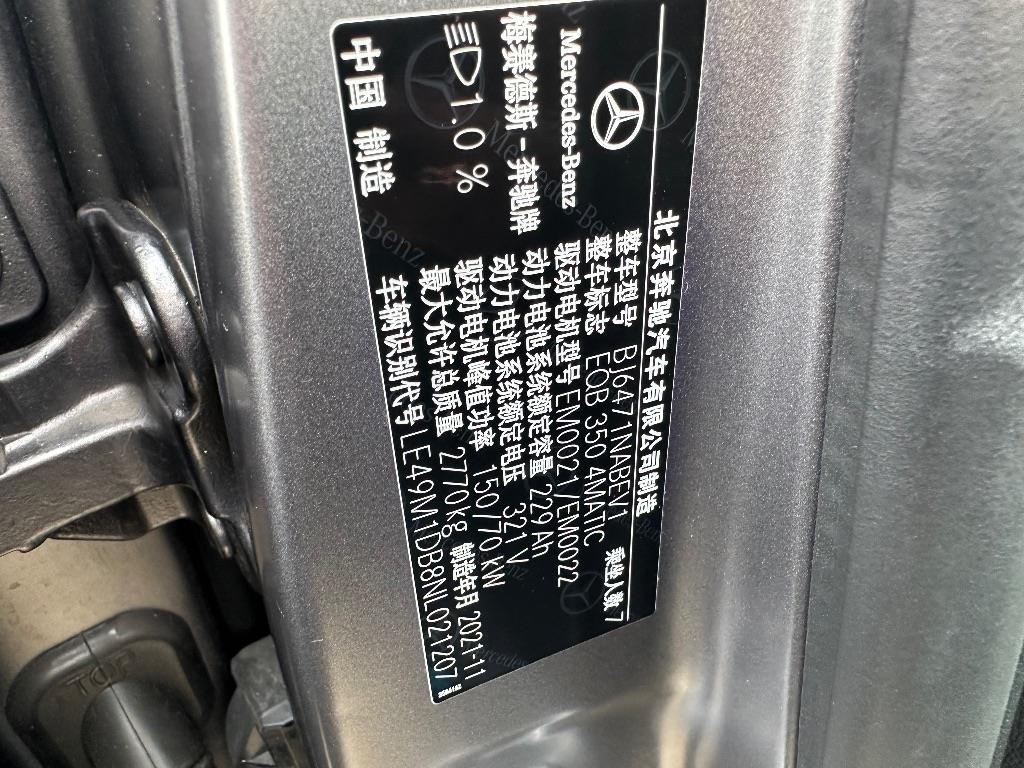 北京奔驰汽车有限公司制造
Mercedes-Benz
梅赛德斯-奔驰牌
1.0 %
中国 制造
整车型号 BJ6471NABEV1
整车标志 EQB 350 4MATIC 乘坐人数 7
驱动电机型号 EM0021/EM0022
动力电池系统额定容量 229 Ah
动力电池系统额定电压 321 V
驱动电机峰值功率 150/70 kW
最大允许总质量 2770kg 制造年月 2021-11
车辆识别代号 LE49M1DB8NL021207
TOP